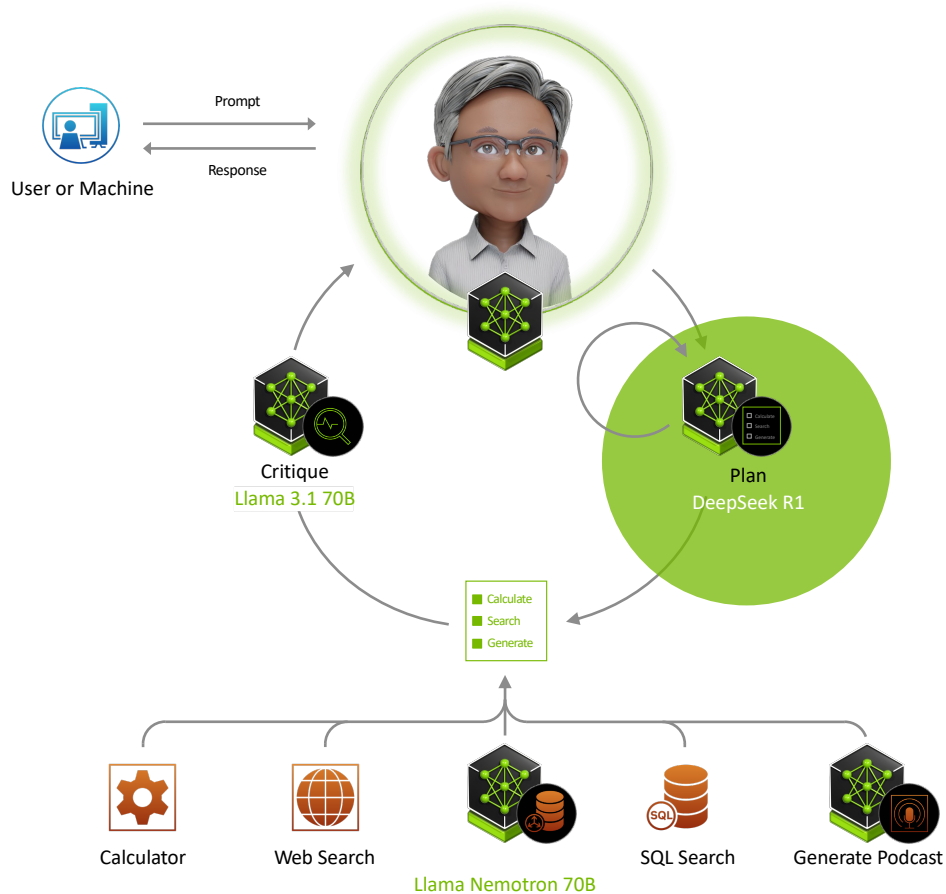 Prompt
Response
User or Machine
Critique
Llama 3.1 70B
Calculate
Search
Generate
Plan
DeepSeek R1
Calculate
Search
Generate
SQL
Calculator
Web Search
Llama Nemotron 70B
SQL Search
Generate Podcast